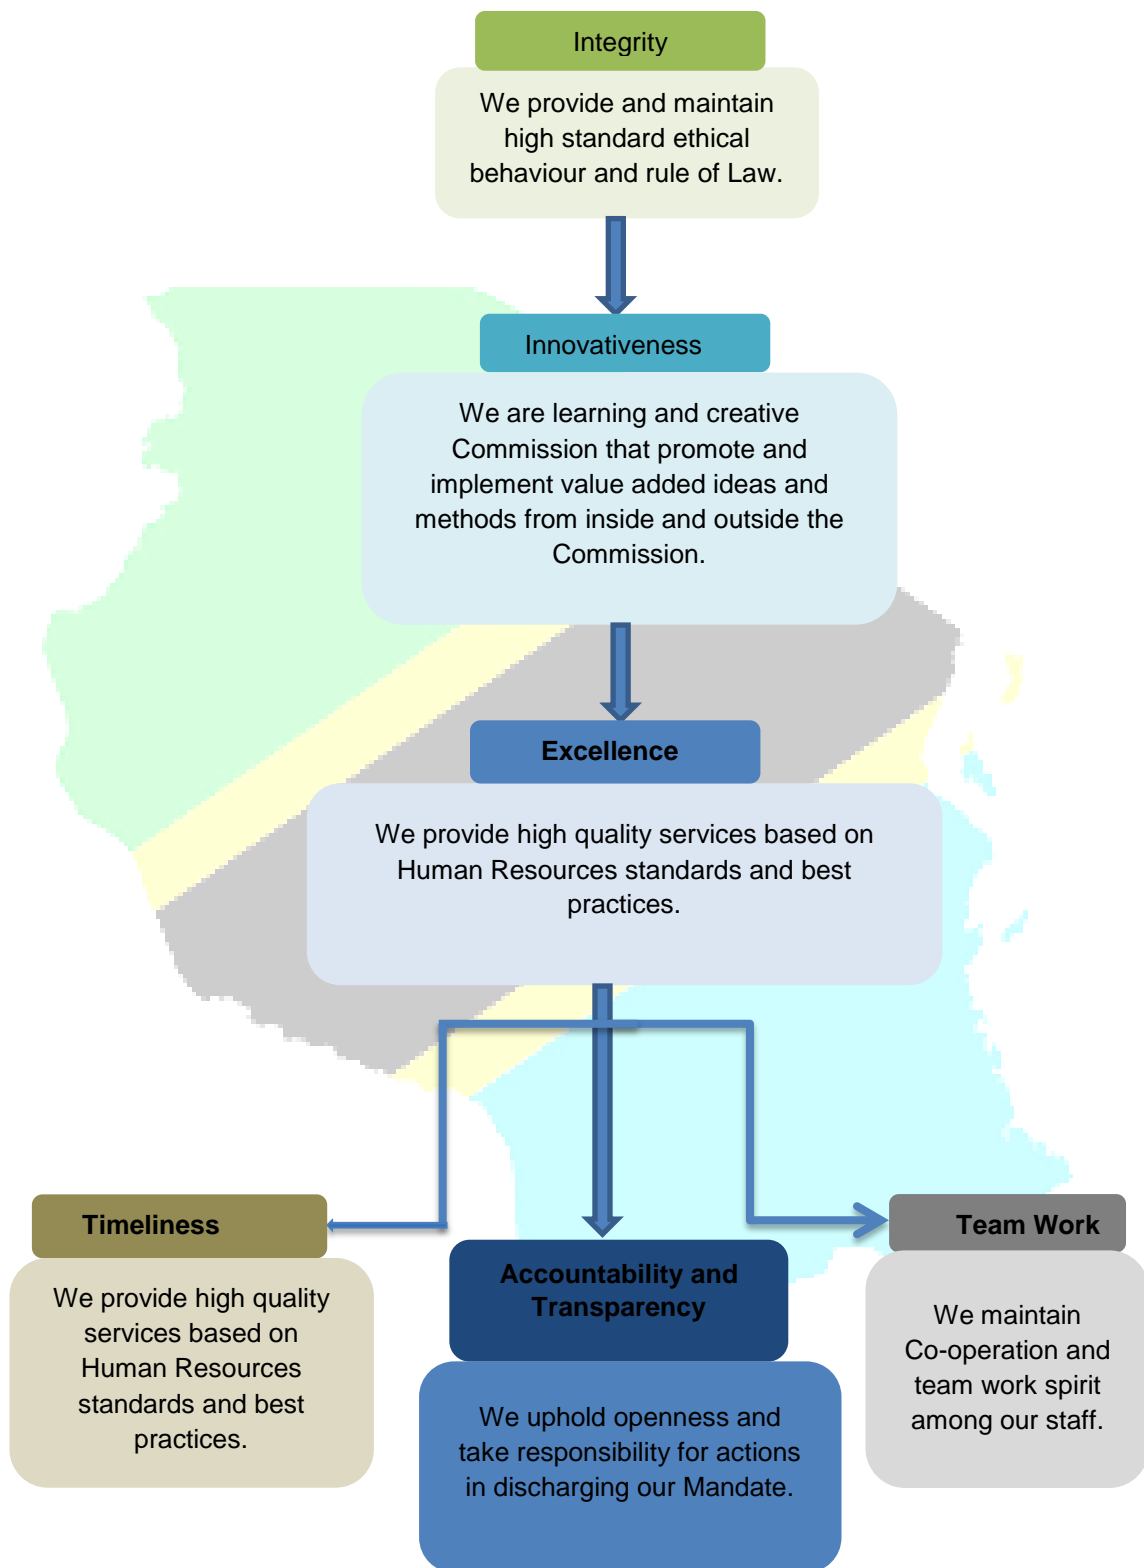 Integrity
We provide and maintain
high standard ethical
behaviour and rule of Law.
Innovativeness
We are learning and creative
Commission that promote and
implement value added ideas and
methods from inside and outside the
Commission.
Excellence
We provide high quality services based on
Human Resources standards and best
practices.
Timeliness
We provide high quality
services based on
Human Resources
standards and best
practices.
Accountability and
Transparency
We uphold openness and
take responsibility for actions
in discharging our Mandate.
Team Work
We maintain
Co-operation and
team work spirit
among our staff.